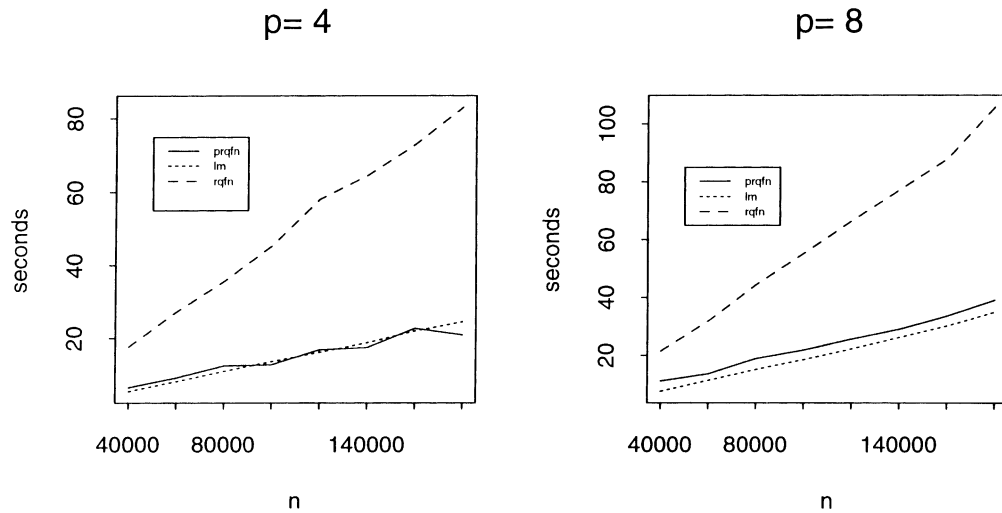 p= 4
80
60
40
20
seconds
prqfn
lm
rqfn
40000 80000 140000
n
p= 8
100
80
60
40
20
seconds
prqfn
lm
rqfn
40000 80000 140000
n